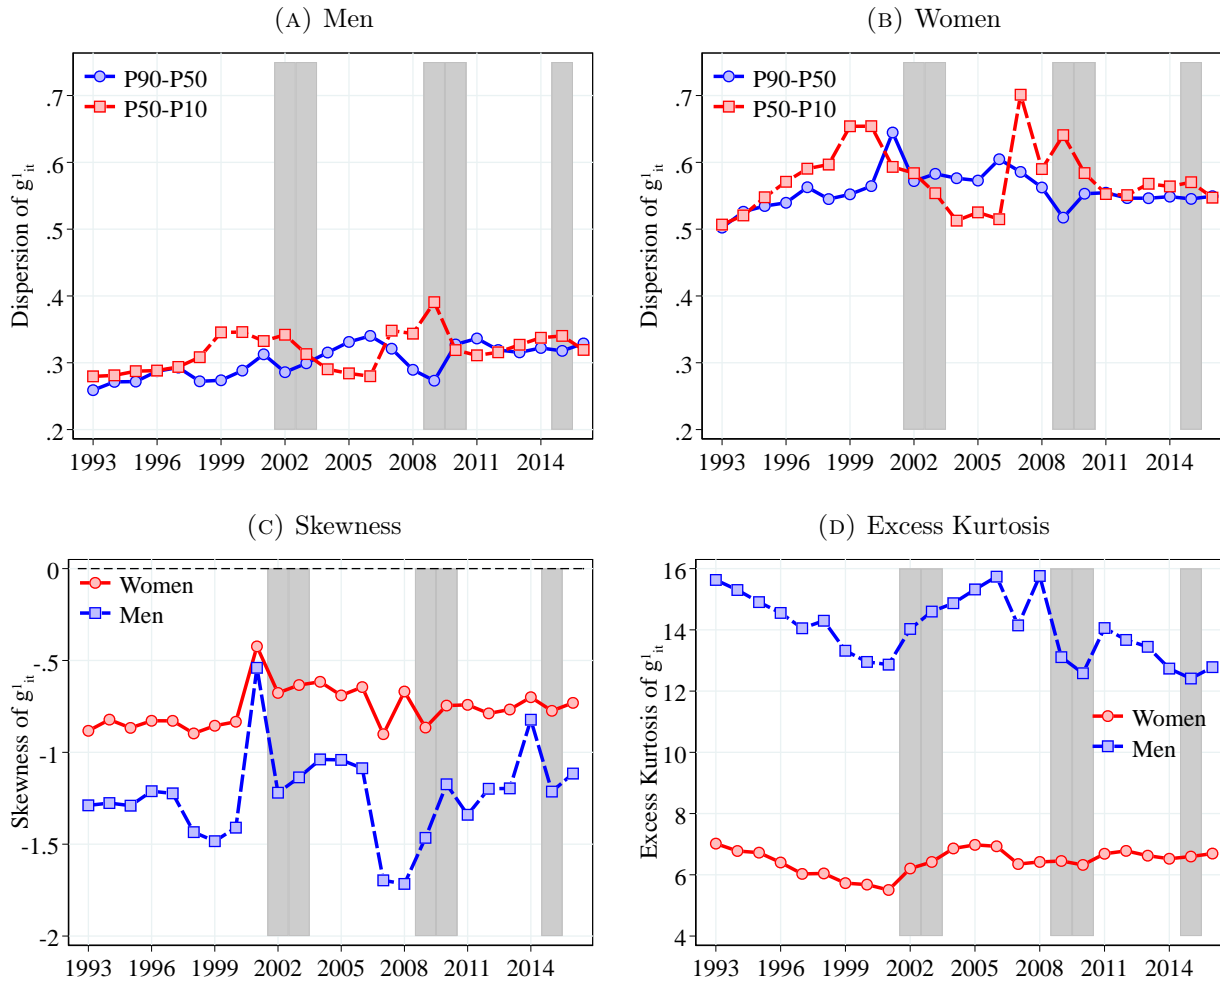 (A) Men
P90-P50
P50-P10
Dispersion of g¹ᵢₜ
.7
.6
.5
.4
.3
.2
1993 1996 1999 2002 2005 2008 2011 2014
(B) Women
P90-P50
P50-P10
Dispersion of g¹ᵢₜ
.7
.6
.5
.4
.3
.2
1993 1996 1999 2002 2005 2008 2011 2014
(C) Skewness
Women
Men
Skewness of g¹ᵢₜ
0
-.5
-1
-1.5
-2
1993 1996 1999 2002 2005 2008 2011 2014
(D) Excess Kurtosis
Women
Men
Excess Kurtosis of g¹ᵢₜ
16
14
12
10
8
6
4
1993 1996 1999 2002 2005 2008 2011 2014